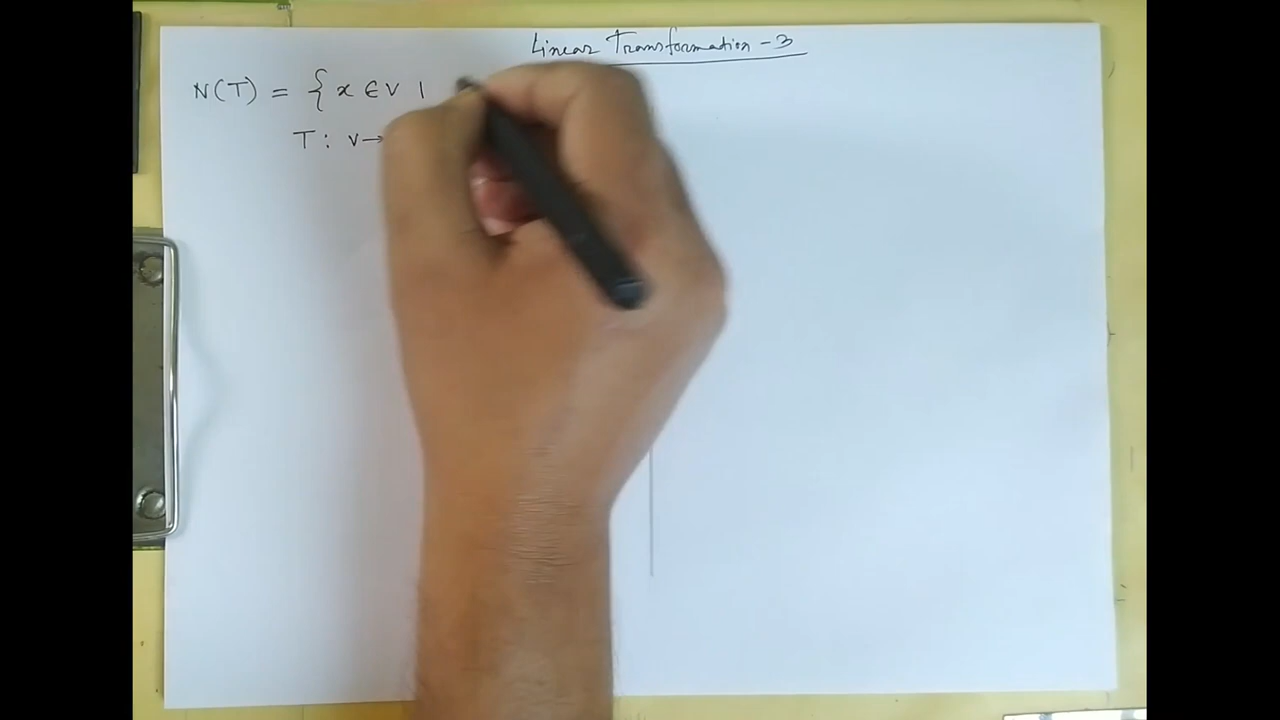 Linear Transformation - 3
N(T) = { x ∈ V |
T : V →